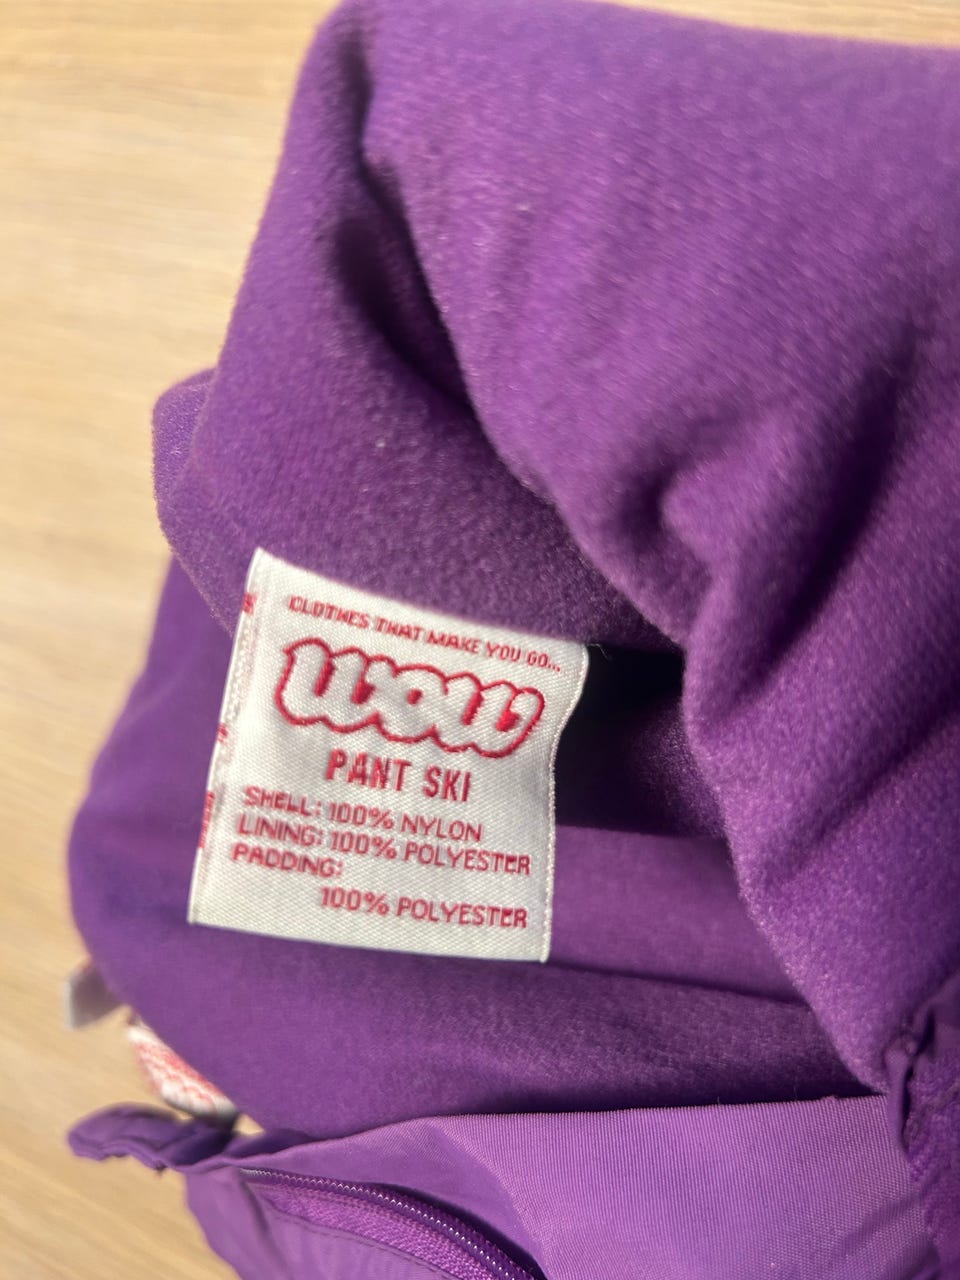 CLOTHES THAT MAKE YOU GO...
WOW
PANT SKI
SHELL: 100% NYLON
LINING: 100% POLYESTER
PADDING:
100% POLYESTER